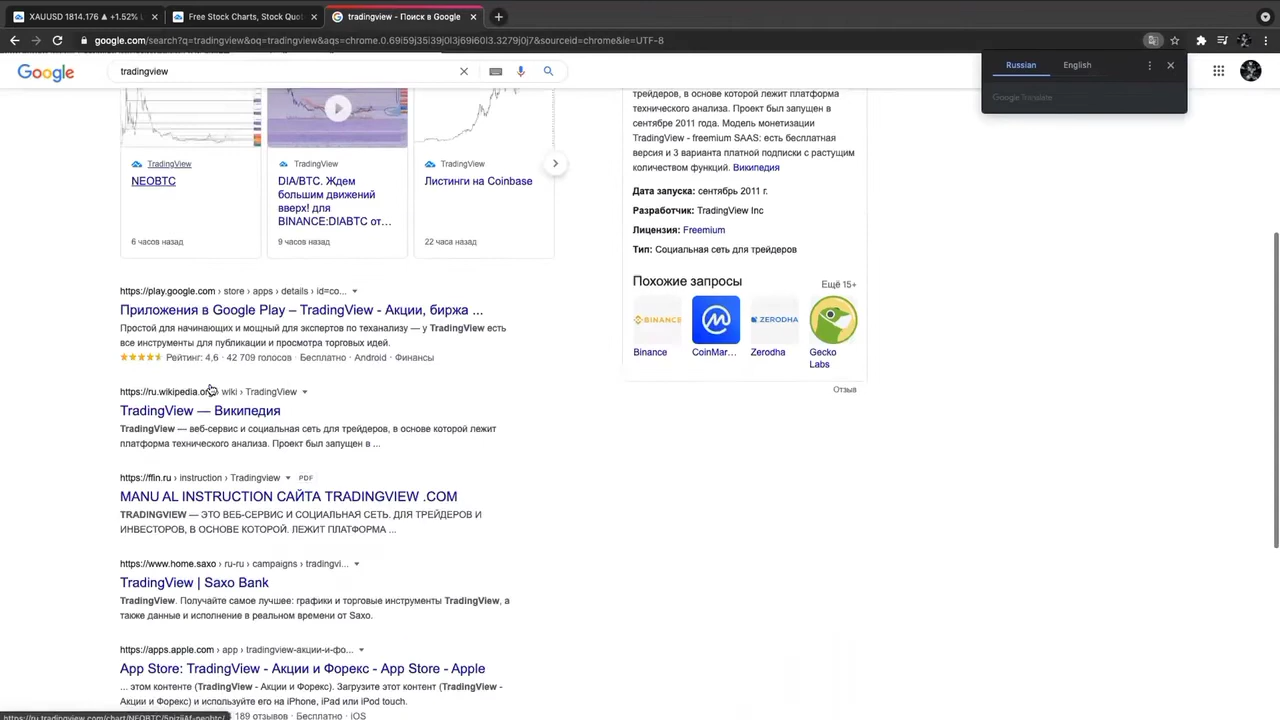 XAUUSD 1814.176 ▲ +1.52%
Free Stock Charts, Stock Quot
tradingview - Поиск в Google
google.com/search?q=tradingview&oq=tradingview&aqs=chrome.0.69i59j35i39j0l3j69i60l3.3279j0j7&sourceid=chrome&ie=UTF-8
Google
tradingview
Russian
English
Google Translate
TradingView
NEOBTC
6 часов назад
TradingView
DIA/BTC. Ждем
большим движений
вверх! для
BINANCE:DIABTC от…
9 часов назад
TradingView
Листинги на Coinbase
22 часа назад
https://play.google.com › store › apps › details › id=co...
Приложения в Google Play – TradingView - Акции, биржа ...
Простой для начинающих и мощный для экспертов по теханализу — у TradingView есть
все инструменты для публикации и просмотра торговых идей.
Рейтинг: 4,6 · 42 709 голосов · Бесплатно · Android · Финансы
https://ru.wikipedia.org › wiki › TradingView
TradingView — Википедия
TradingView — веб-сервис и социальная сеть для трейдеров, в основе которой лежит
платформа технического анализа. Проект был запущен в ...
https://ffin.ru › instruction › Tradingview PDF
MANU AL INSTRUCTION САЙТА TRADINGVIEW .COM
TRADINGVIEW — ЭТО ВЕБ-СЕРВИС И СОЦИАЛЬНАЯ СЕТЬ. ДЛЯ ТРЕЙДЕРОВ И
ИНВЕСТОРОВ, В ОСНОВЕ КОТОРОЙ. ЛЕЖИТ ПЛАТФОРМА ...
https://www.home.saxo › ru-ru › campaigns › tradingvi...
TradingView | Saxo Bank
TradingView. Получайте самое лучшее: графики и торговые инструменты TradingView, а
также данные и исполнение в реальном времени от Saxo.
https://apps.apple.com › app › tradingview-акции-и-фо...
App Store: TradingView - Акции и Форекс - App Store - Apple
... этом контенте (TradingView - Акции и Форекс). Загрузите этот контент (TradingView -
Акции и Форекс) и используйте его на iPhone, iPad или iPod touch.
189 отзывов · Бесплатно · iOS
трейдеров, в основе которой лежит платформа
технического анализа. Проект был запущен в
сентябре 2011 года. Модель монетизации
TradingView - freemium SAAS: есть бесплатная
версия и 3 варианта платной подписки с растущим
количеством функций. Википедия
Дата запуска: сентябрь 2011 г.
Разработчик: TradingView Inc
Лицензия: Freemium
Тип: Социальная сеть для трейдеров
Похожие запросы
Ещё 15+
BINANCE
ZERODHA
Binance
CoinMar...
Zerodha
Gecko
Labs
Отзыв